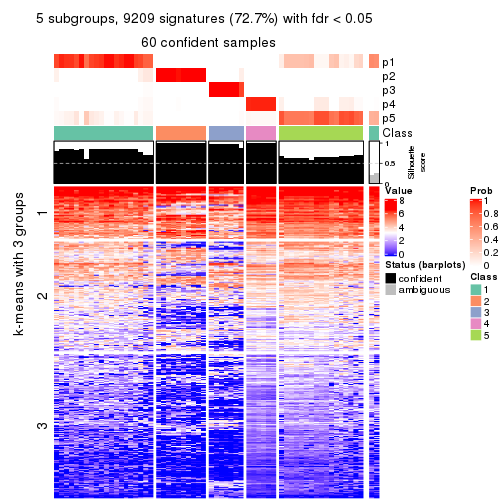 5 subgroups, 9209 signatures (72.7%) with fdr < 0.05
60 confident samples
p1
p2
p3
p4
p5
Class
1
0.5
0
Silhouette
score
k-means with 3 groups
1
2
3
Value
8
6
4
2
0
Status (barplots)
confident
ambiguous
Prob
1
0.8
0.6
0.4
0.2
0
Class
1
2
3
4
5